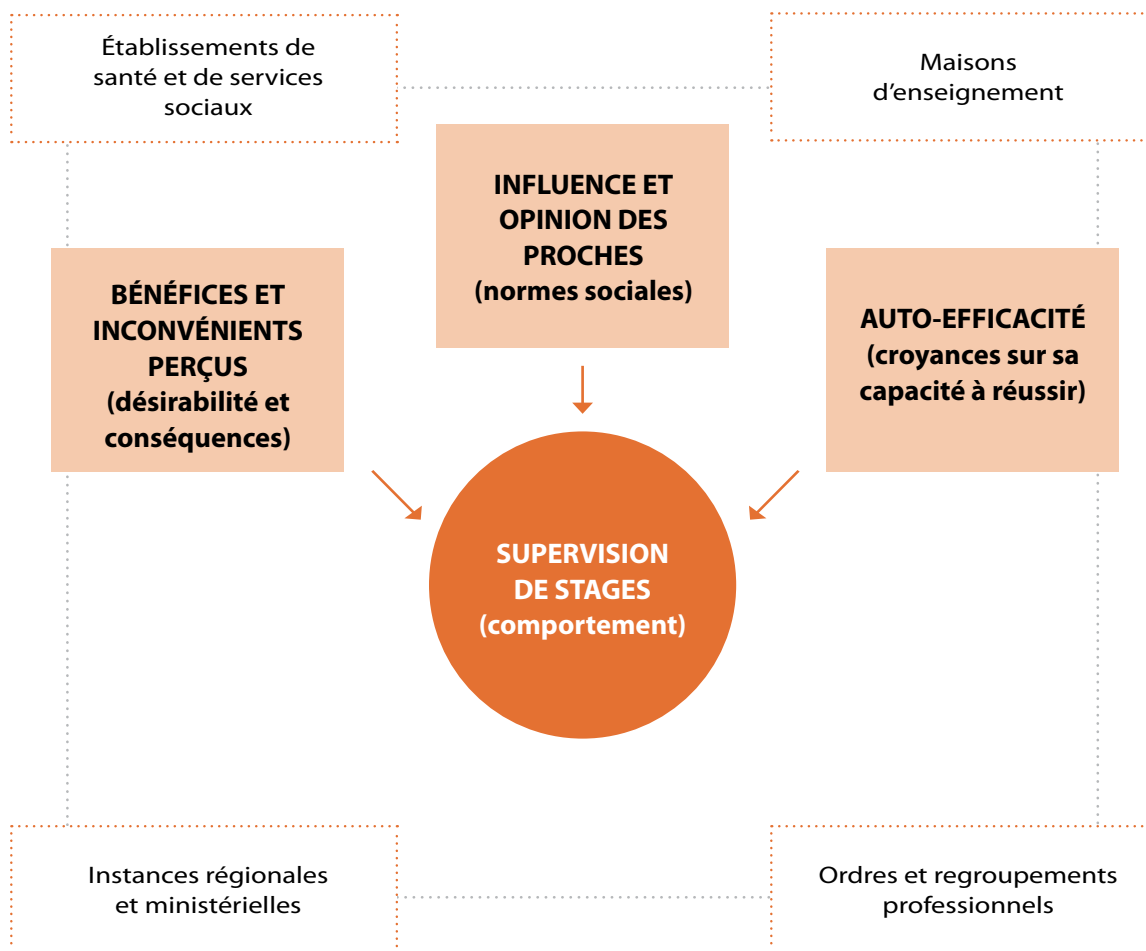 Établissements de
santé et de services
sociaux
Maisons
d’enseignement
INFLUENCE ET
OPINION DES
PROCHES
(normes sociales)
BÉNÉFICES ET
INCONVÉNIENTS
PERÇUS
(désirabilité et
conséquences)
AUTO-EFFICACITÉ
(croyances sur sa
capacité à réussir)
SUPERVISION
DE STAGES
(comportement)
Instances régionales
et ministérielles
Ordres et regroupements
professionnels